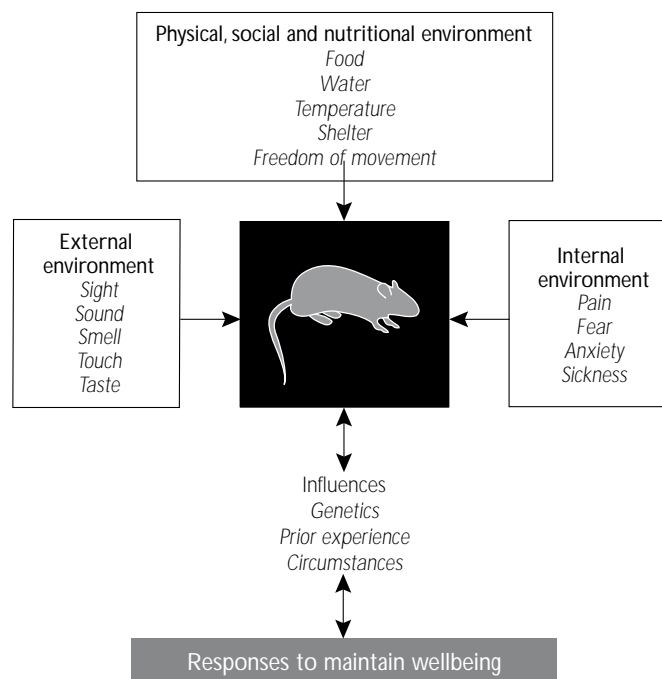 Physical, social and nutritional environment
Food
Water
Temperature
Shelter
Freedom of movement
External
environment
Sight
Sound
Smell
Touch
Taste
Internal
environment
Pain
Fear
Anxiety
Sickness
Influences
Genetics
Prior experience
Circumstances
Responses to maintain wellbeing